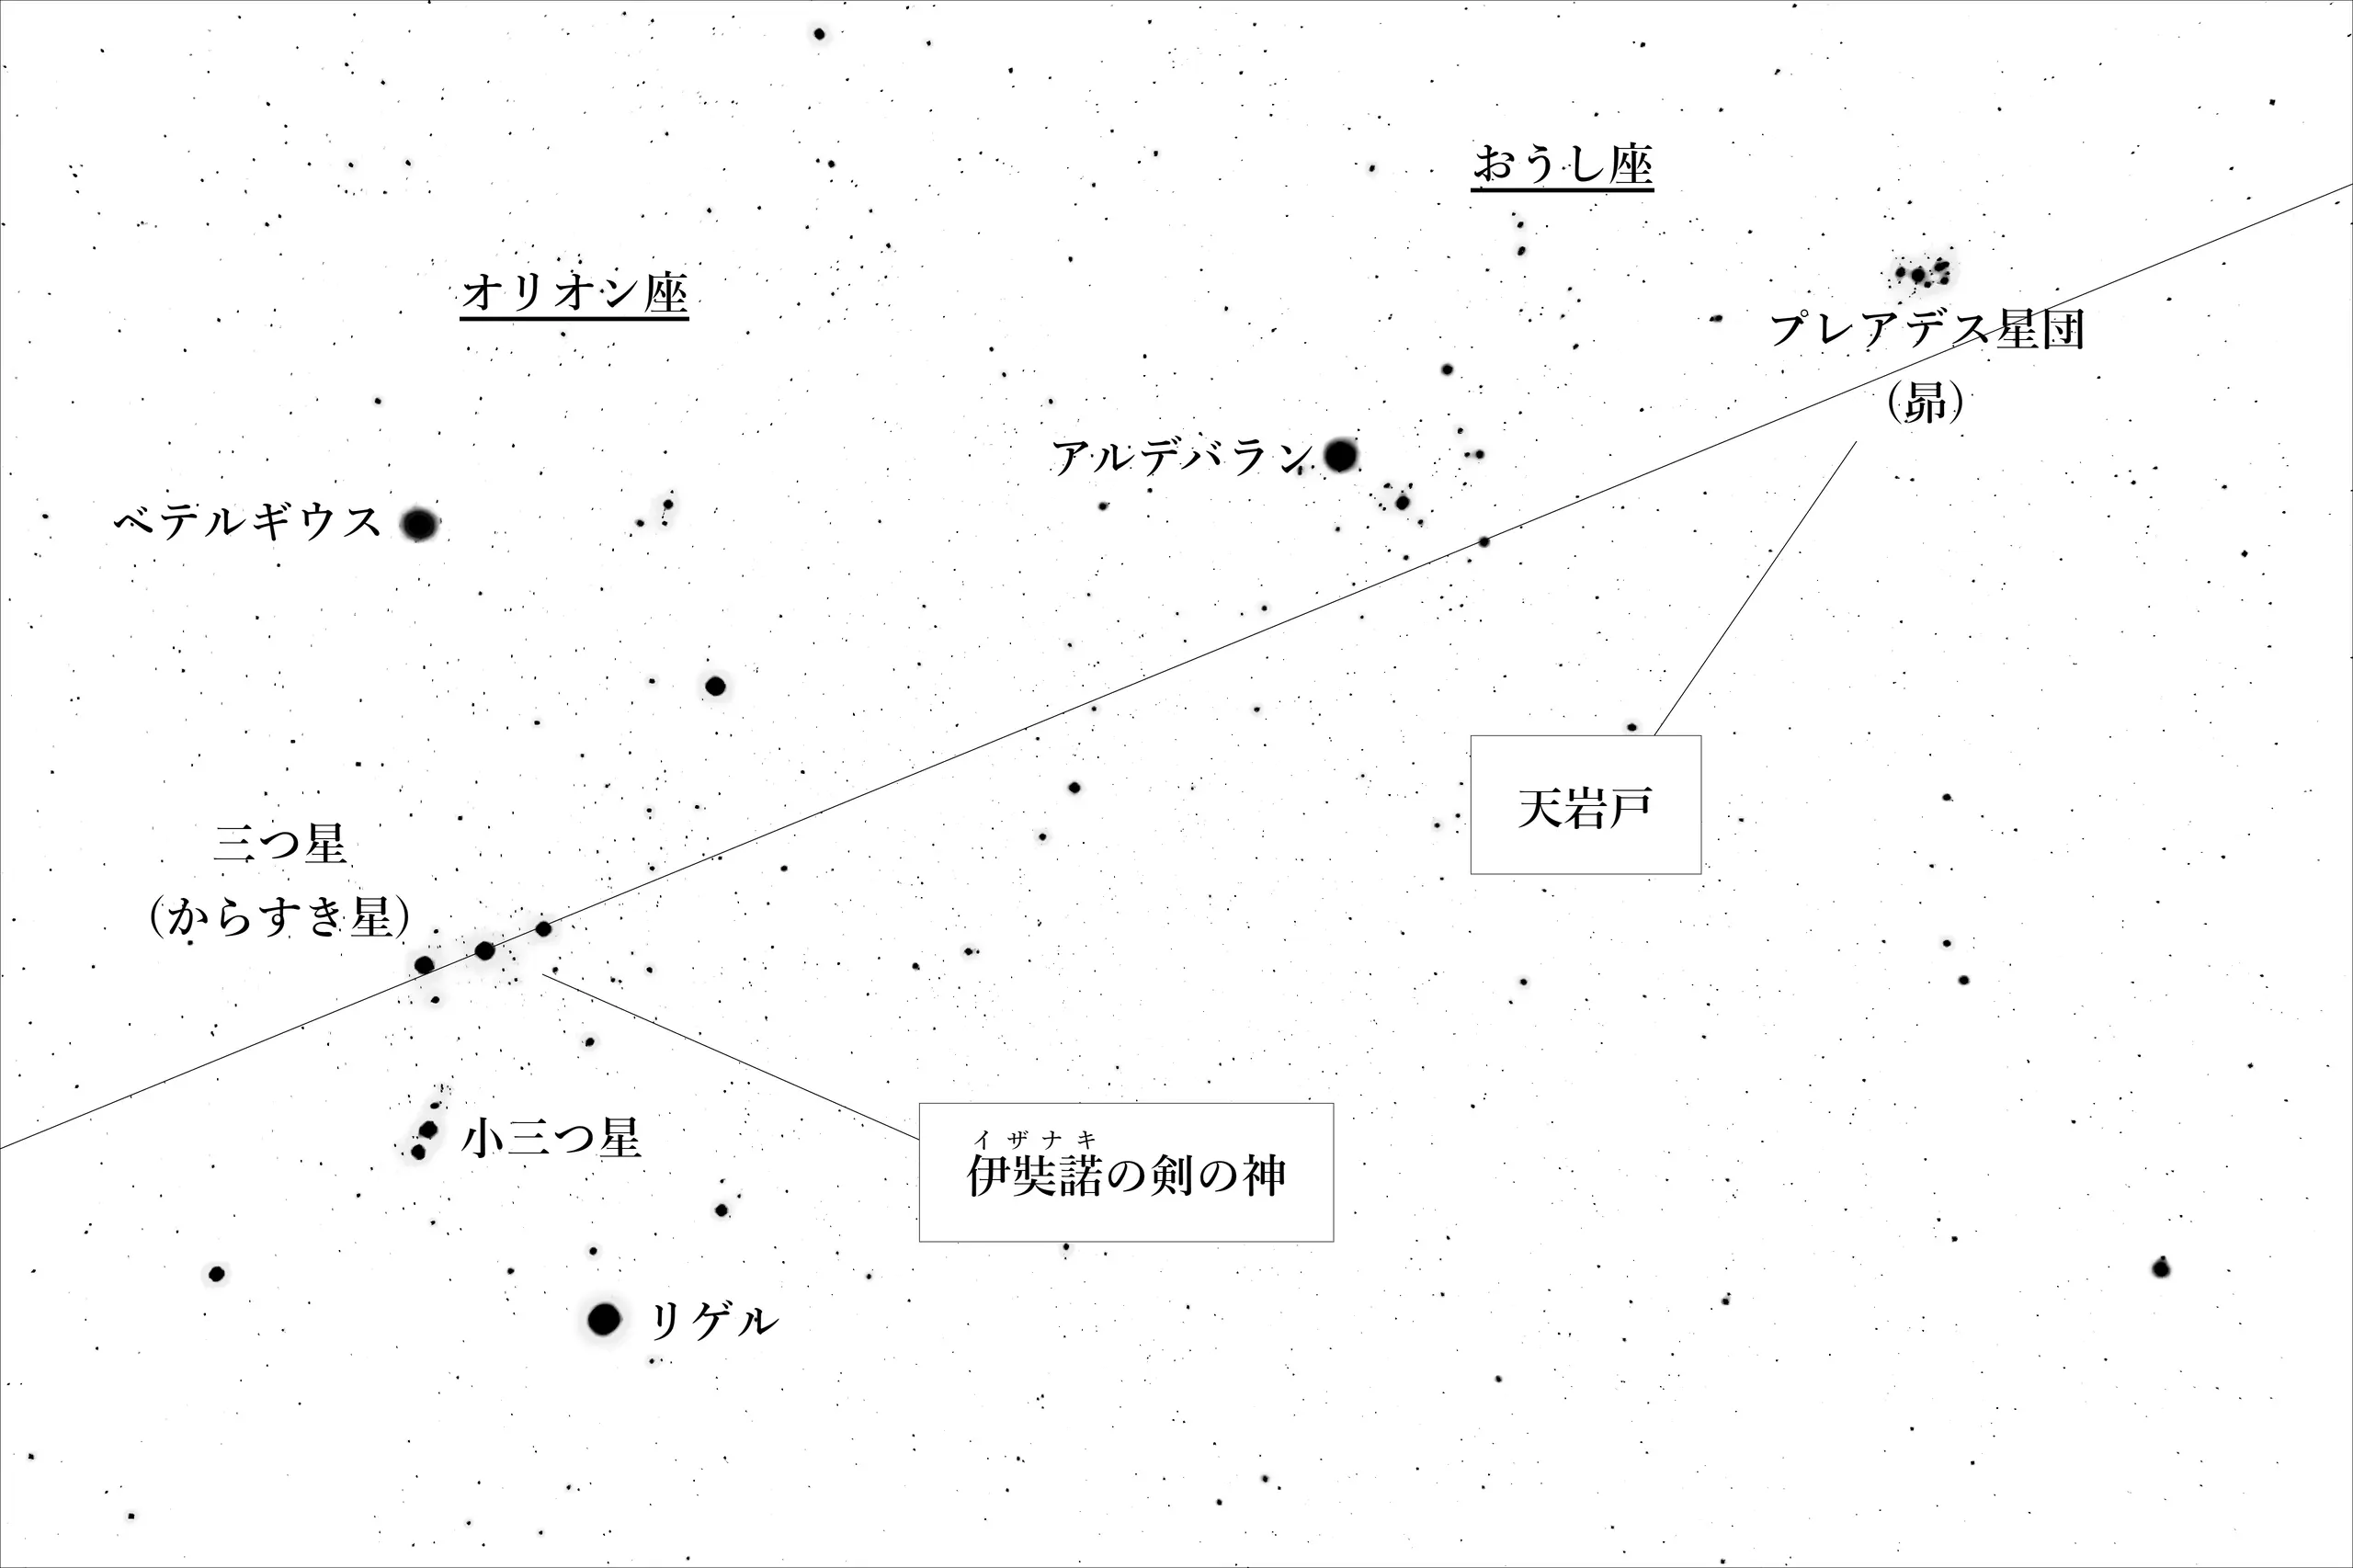 おうし座
オリオン座
プレアデス星団
(昴)
アルデバラン
ベテルギウス
天岩戸
三つ星
(からすき星)
イザナキ
伊奘諾の剣の神
小三つ星
リゲル